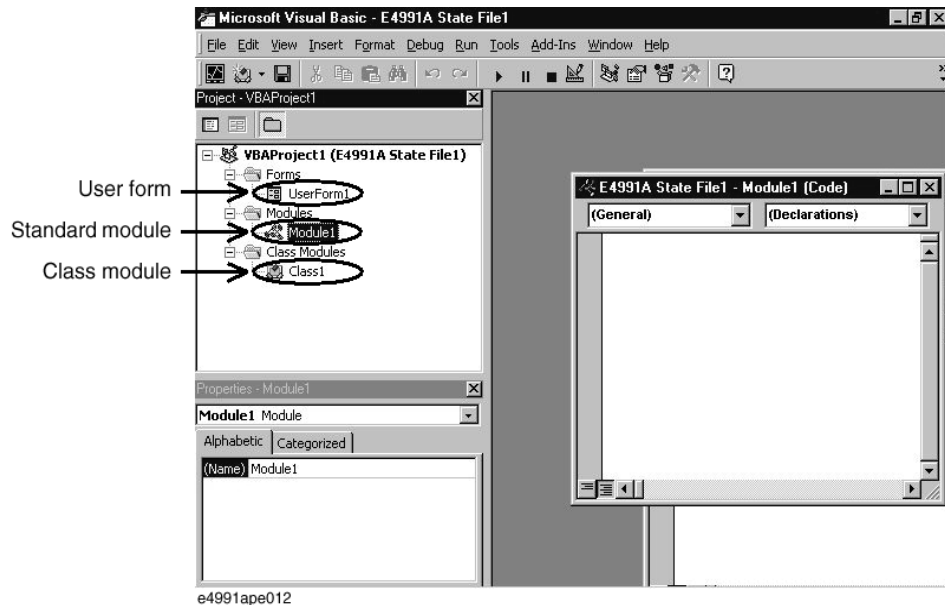 Microsoft Visual Basic - E4991A State File1
File Edit View Insert Format Debug Run Tools Add-Ins Window Help
Project - VBAProject1
VBAProject1 (E4991A State File1)
Forms
User form
UserForm1
Modules
Standard module
Module1
Class Modules
Class module
Class1
E4991A State File1 - Module1 (Code)
(General)
(Declarations)
Properties - Module1
Module1 Module
Alphabetic
Categorized
(Name) Module1
e4991ape012